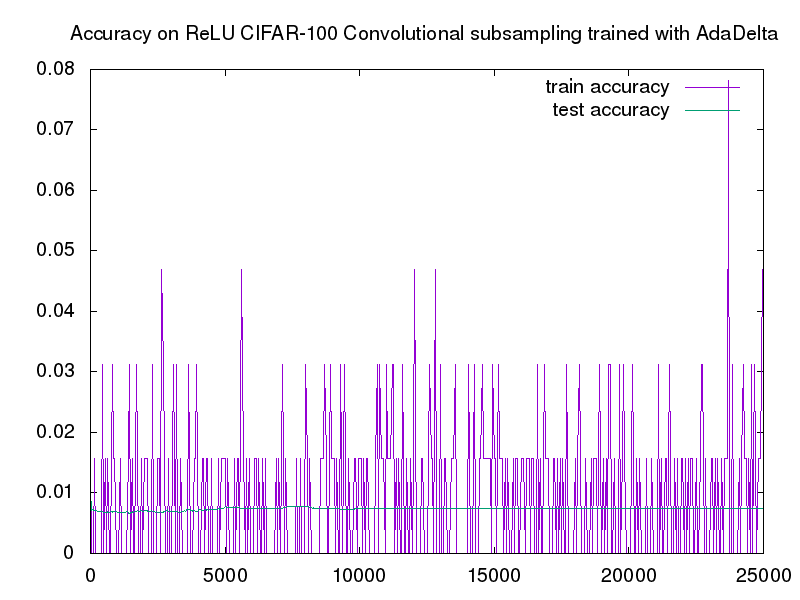 Accuracy on ReLU CIFAR-100 Convolutional subsampling trained with AdaDelta
0.08
train accuracy
test accuracy
0.07
0.06
0.05
0.04
0.03
0.02
0.01
0
0 5000 10000 15000 20000 25000